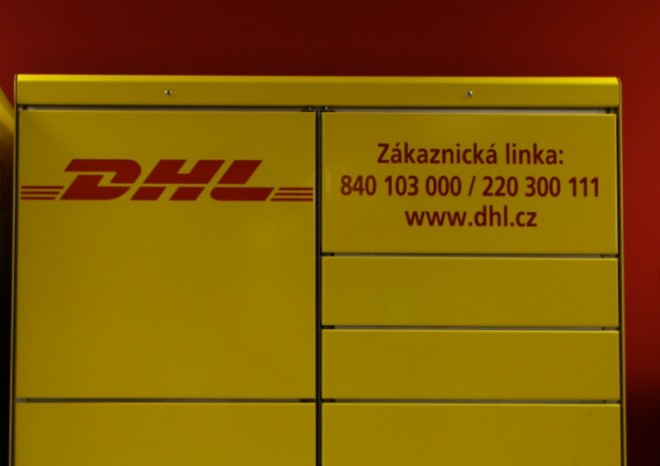 DHL
Zákaznická linka:
840 103 000 / 220 300 111
www.dhl.cz